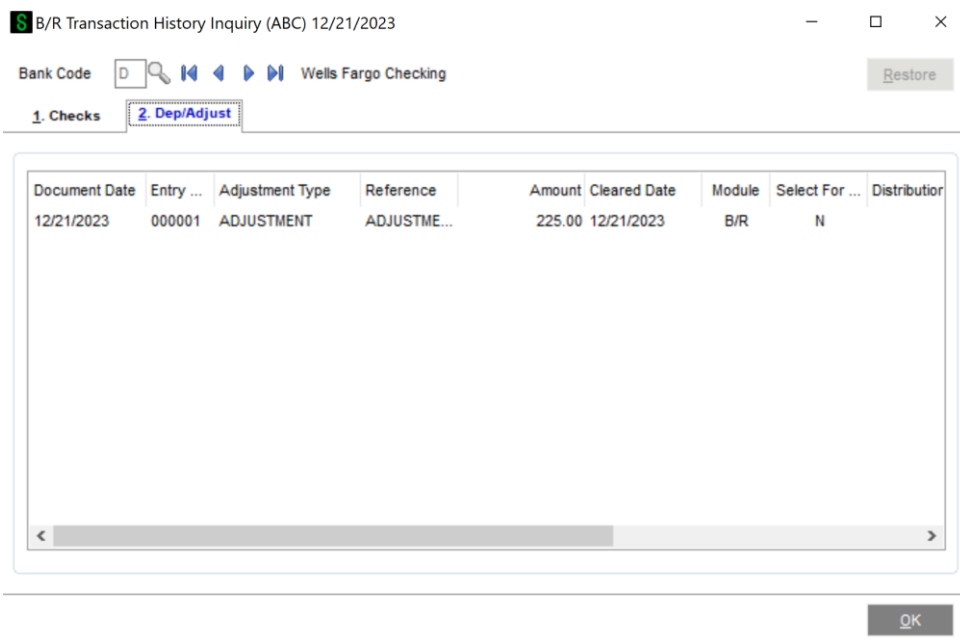 B/R Transaction History Inquiry (ABC) 12/21/2023
Bank Code D Wells Fargo Checking Restore
1. Checks 2. Dep/Adjust
Document Date Entry ... Adjustment Type Reference Amount Cleared Date Module Select For ... Distribution
12/21/2023 000001 ADJUSTMENT ADJUSTME... 225.00 12/21/2023 B/R N
OK